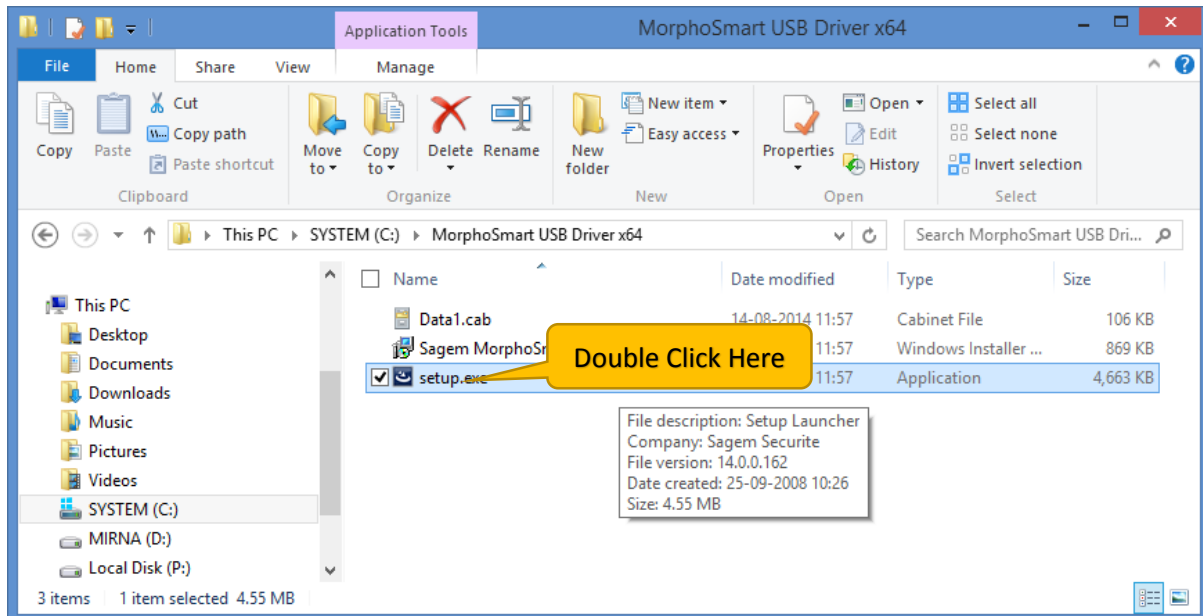 Application Tools
MorphoSmart USB Driver x64
File Home Share View Manage
Copy
Paste
Cut
Copy path
Paste shortcut
Clipboard
Move to
Copy to
Delete
Rename
Organize
New folder
New item
Easy access
New
Properties
Open
Edit
History
Open
Select all
Select none
Invert selection
Select
This PC SYSTEM (C:) MorphoSmart USB Driver x64
Search MorphoSmart USB Dri...
This PC
Desktop
Documents
Downloads
Music
Pictures
Videos
SYSTEM (C:)
MIRNA (D:)
Local Disk (P:)
Name Date modified Type Size
Data1.cab 14-08-2014 11:57 Cabinet File 106 KB
Sagem MorphoSr 11:57 Windows Installer ... 869 KB
setup.exe 11:57 Application 4,663 KB
Double Click Here
File description: Setup Launcher
Company: Sagem Securite
File version: 14.0.0.162
Date created: 25-09-2008 10:26
Size: 4.55 MB
3 items 1 item selected 4.55 MB